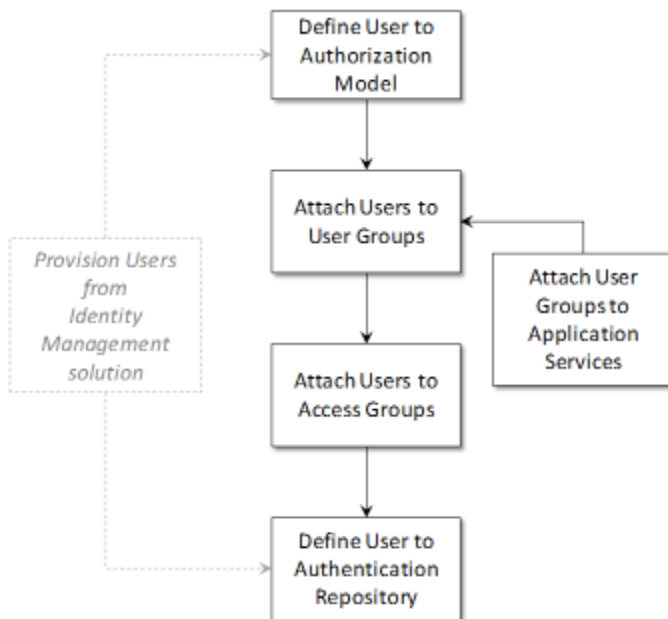 Define User to
Authorization
Model
Attach Users to
User Groups
Provision Users
from
Identity
Management
solution
Attach User
Groups to
Application
Services
Attach Users to
Access Groups
Define User to
Authentication
Repository